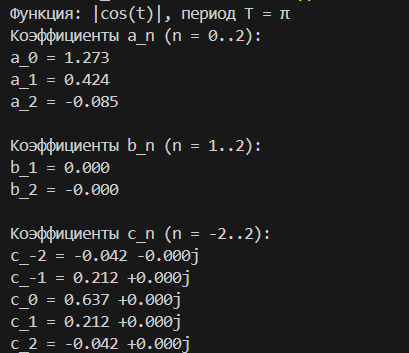 Функция: |cos(t)|, период T = π
Коэффициенты a_n (n = 0..2):
a_0 = 1.273
a_1 = 0.424
a_2 = -0.085
Коэффициенты b_n (n = 1..2):
b_1 = 0.000
b_2 = -0.000
Коэффициенты c_n (n = -2..2):
c_-2 = -0.042 -0.000j
c_-1 = 0.212 +0.000j
c_0 = 0.637 +0.000j
c_1 = 0.212 +0.000j
c_2 = -0.042 +0.000j